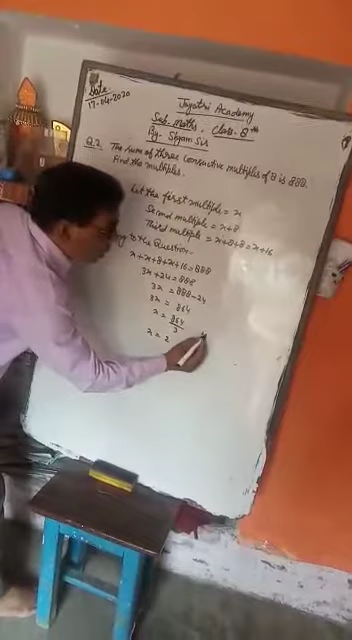 Date
17-04-2020
Jayatri Academy
Sub- Maths, Class- 8th
By- Shyam Sir
Q.2. The sum of three consecutive multiples of 8 is 888.
Find the multiples.
Let the first multiple = x
Second multiple = x+8
Third multiple = x+8+8 = x+16
to the Question-
x+x+8+x+16 = 888
3x+24 = 888
3x = 888-24
3x = 864
x = 864/3
x = 2